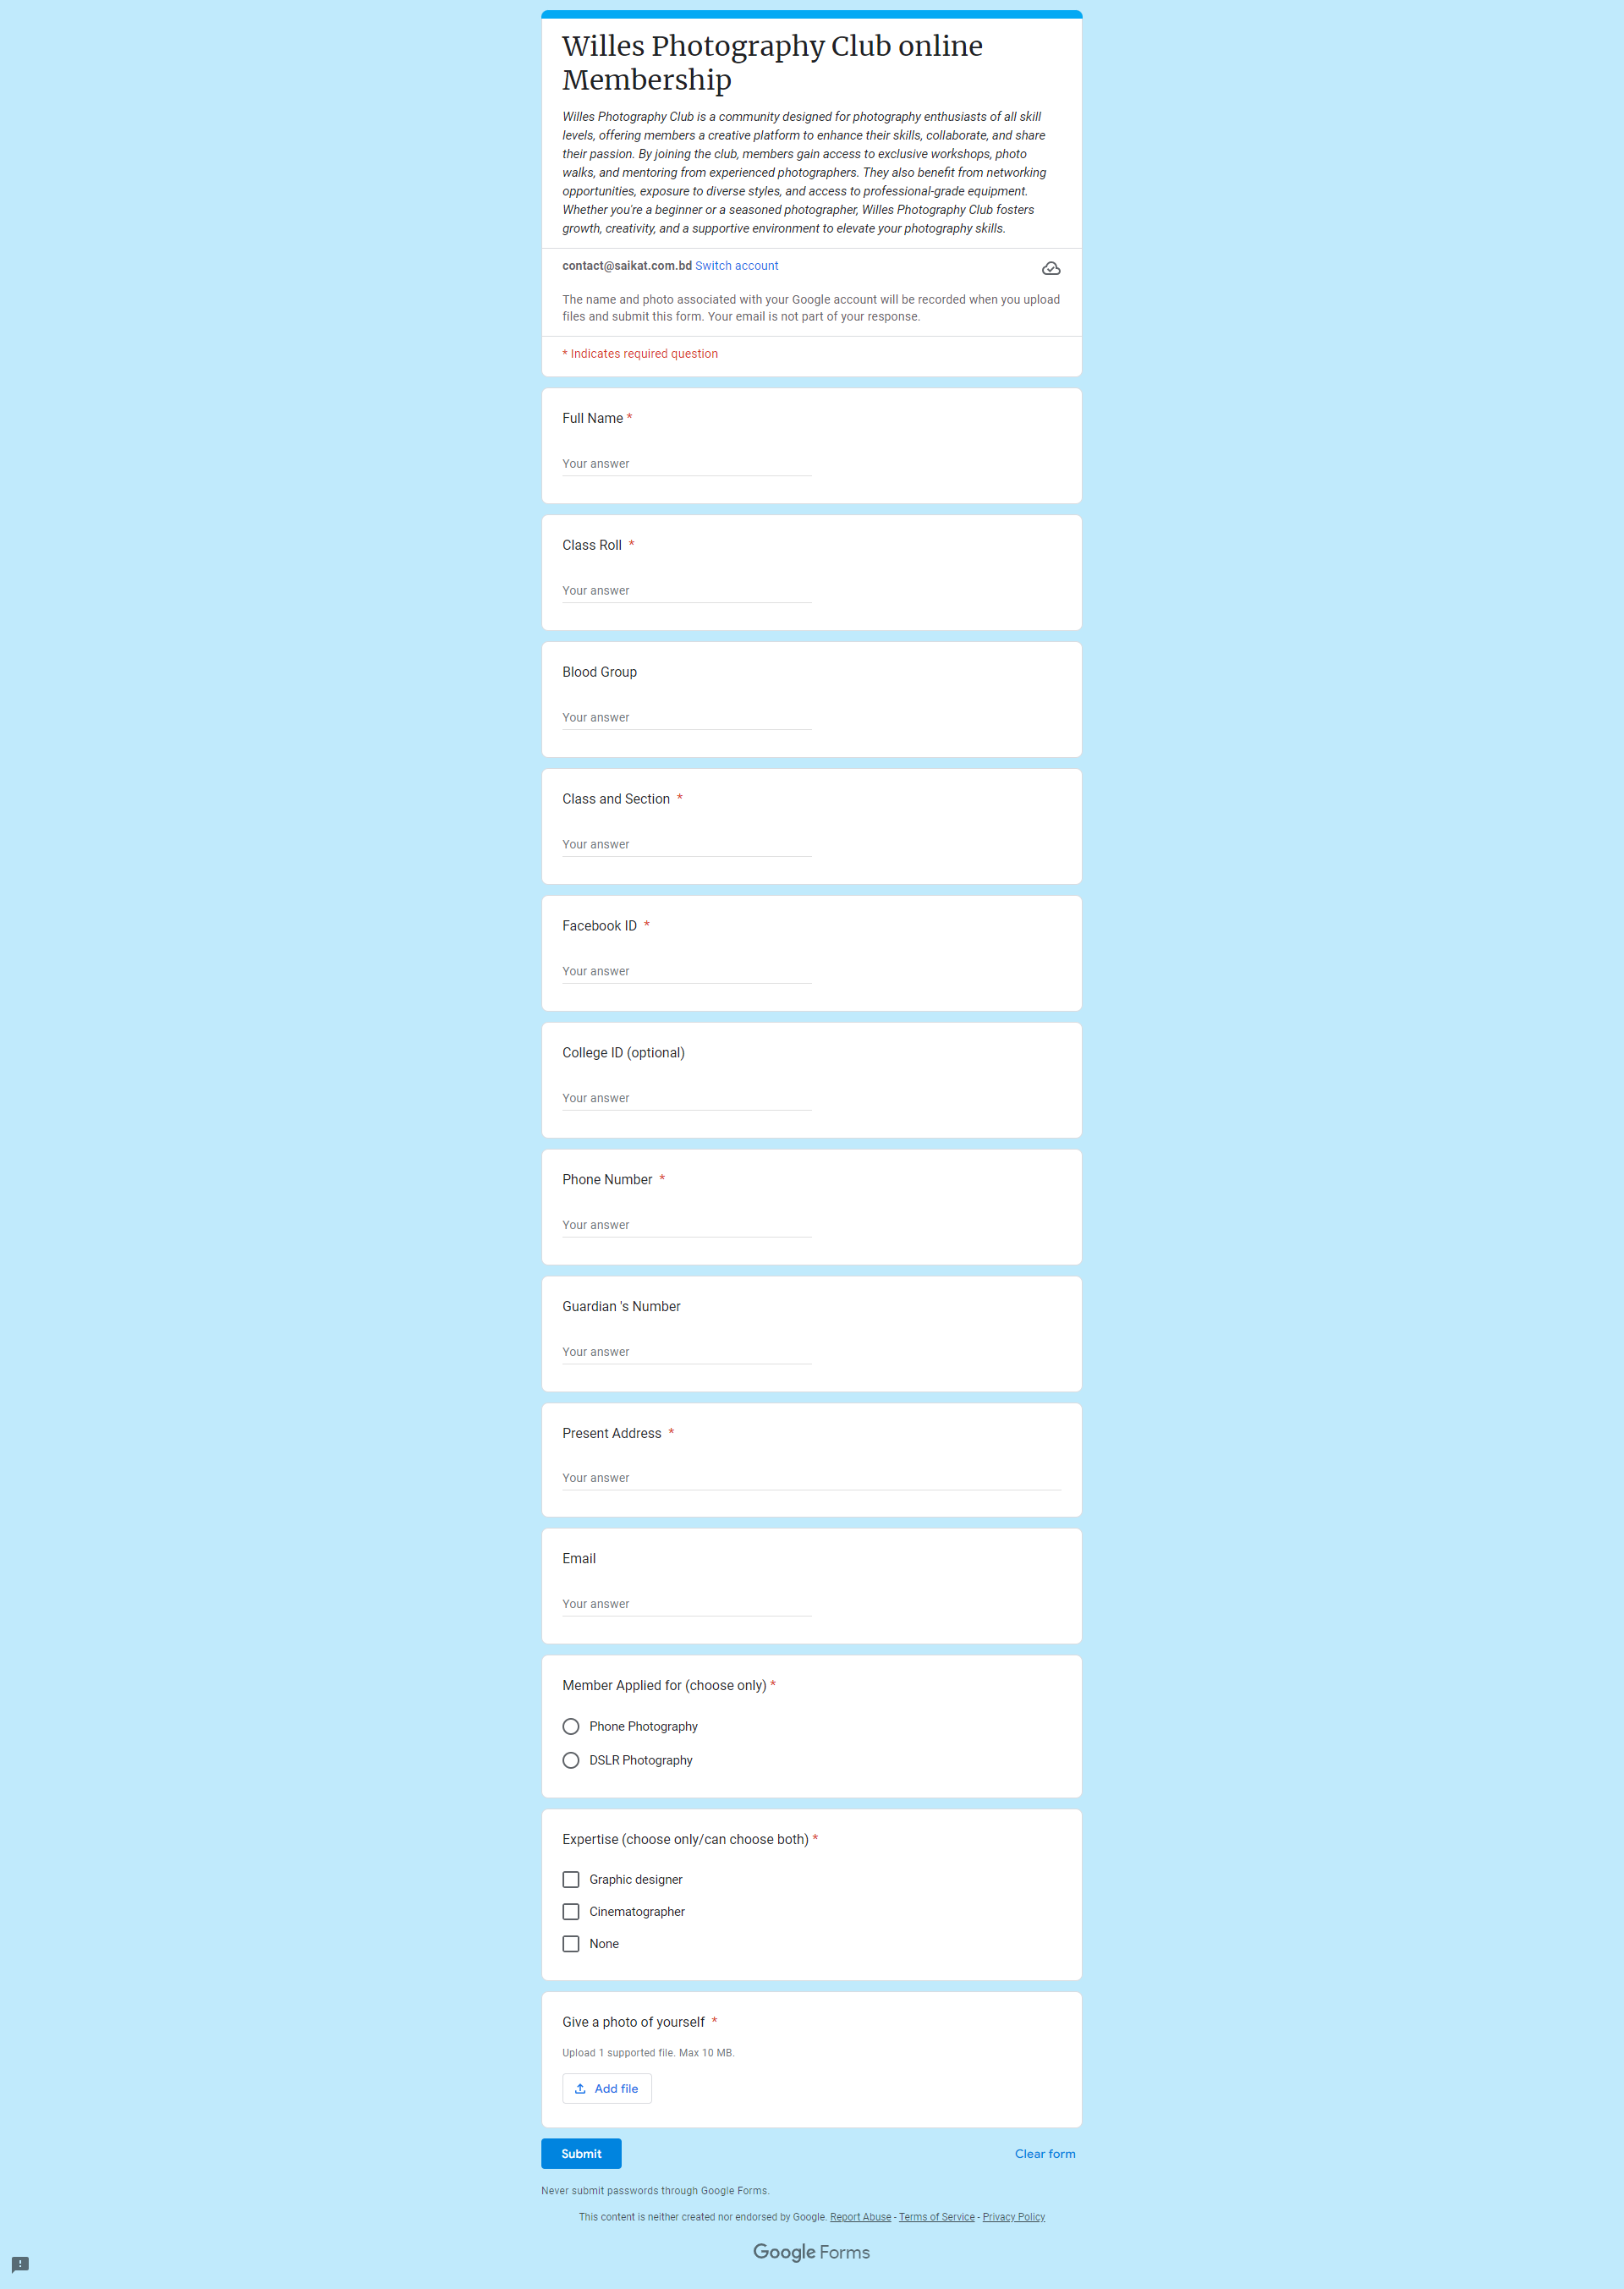 Willes Photography Club online
Membership
Willes Photography Club is a community designed for photography enthusiasts of all skill
levels, offering members a creative platform to enhance their skills, collaborate, and share
their passion. By joining the club, members gain access to exclusive workshops, photo
walks, and mentoring from experienced photographers. They also benefit from networking
opportunities, exposure to diverse styles, and access to professional-grade equipment.
Whether you're a beginner or a seasoned photographer, Willes Photography Club fosters
growth, creativity, and a supportive environment to elevate your photography skills.
contact@saikat.com.bd Switch account
The name and photo associated with your Google account will be recorded when you upload
files and submit this form. Your email is not part of your response.
* Indicates required question
Full Name *
Your answer
Class Roll *
Your answer
Blood Group
Your answer
Class and Section *
Your answer
Facebook ID *
Your answer
College ID (optional)
Your answer
Phone Number *
Your answer
Guardian 's Number
Your answer
Present Address *
Your answer
Email
Your answer
Member Applied for (choose only) *
Phone Photography
DSLR Photography
Expertise (choose only/can choose both) *
Graphic designer
Cinematographer
None
Give a photo of yourself *
Upload 1 supported file. Max 10 MB.
Add file
Submit Clear form
Never submit passwords through Google Forms.
This content is neither created nor endorsed by Google. Report Abuse - Terms of Service - Privacy Policy
Google Forms